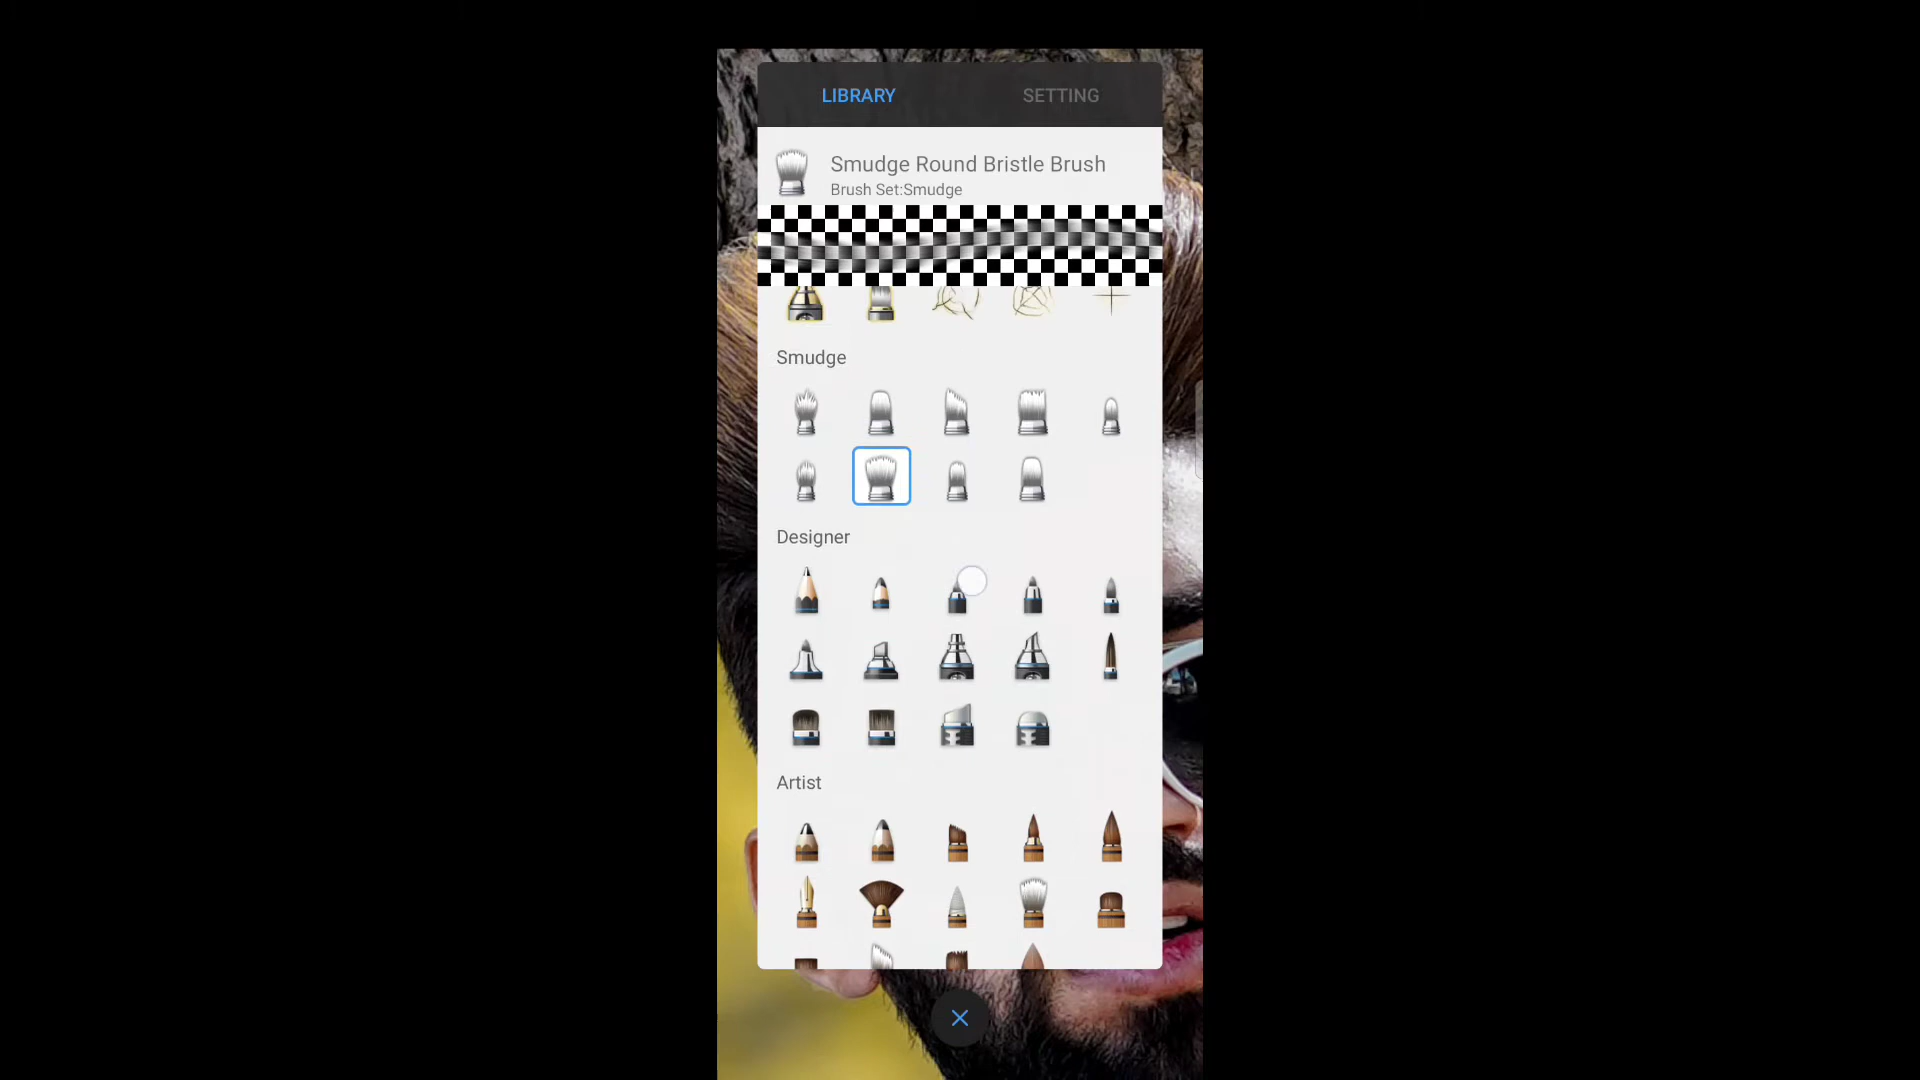 LIBRARY
SETTING
Smudge Round Bristle Brush
Brush Set:Smudge
Smudge
Designer
Artist